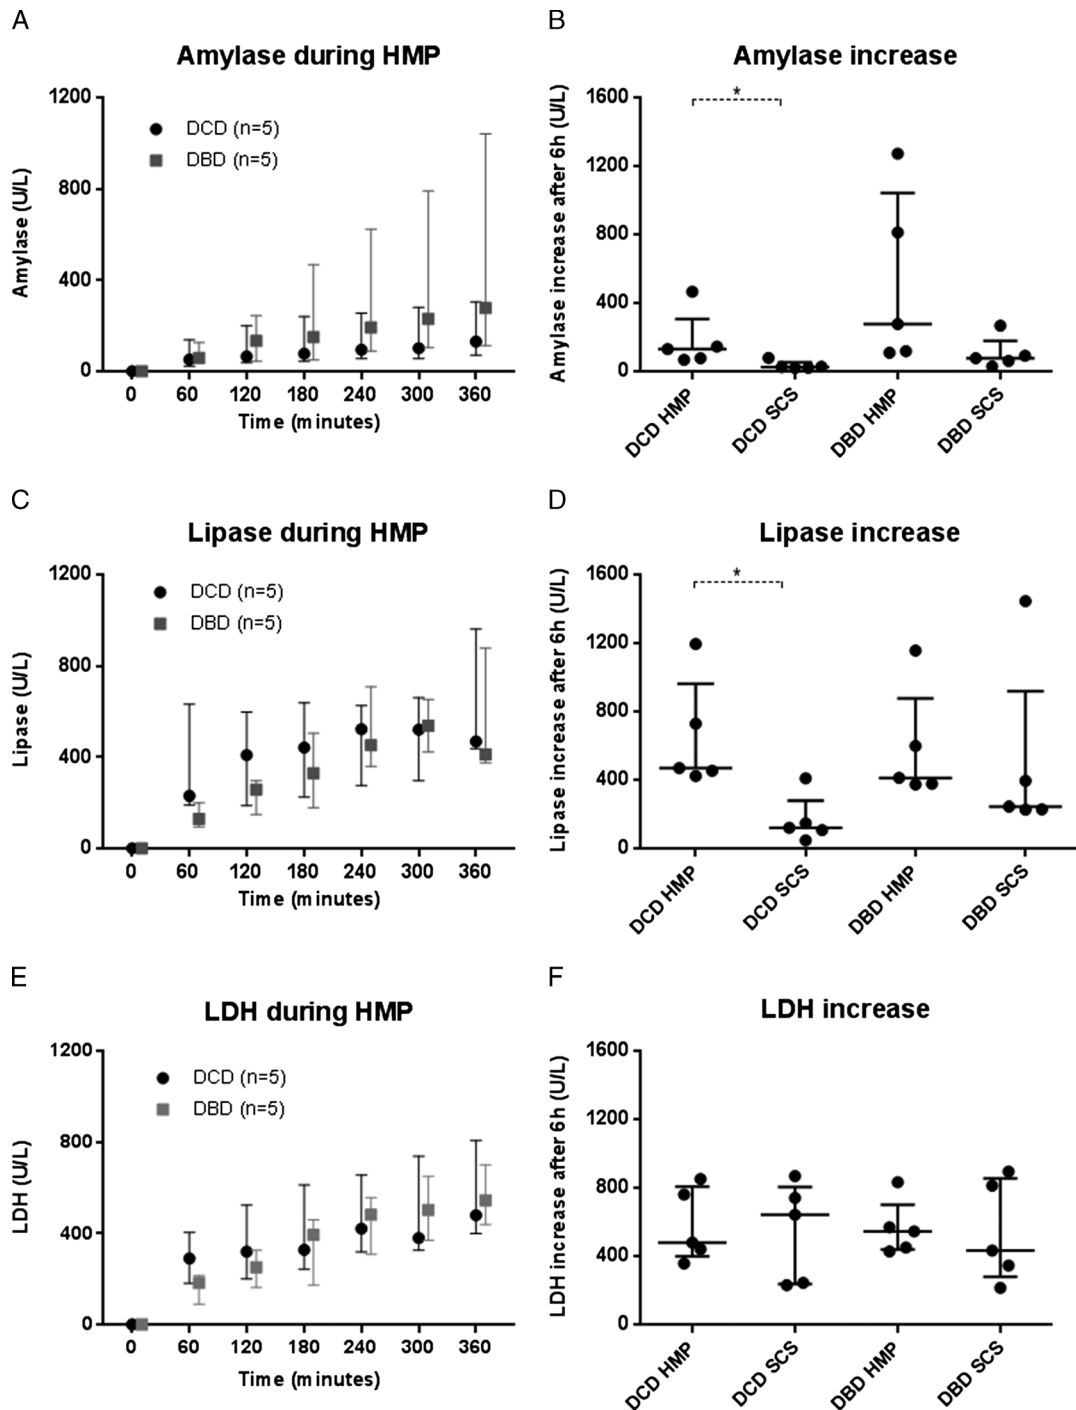 A
Amylase during HMP
1200
800
400
0
Amylase (U/L)
DCD (n=5)
DBD (n=5)
0 60 120 180 240 300 360
Time (minutes)
B
Amylase increase
1600
1200
800
400
0
Amylase increase after 6h (U/L)
*
DCD HMP
DCD SCS
DBD HMP
DBD SCS
C
Lipase during HMP
1200
800
400
0
Lipase (U/L)
DCD (n=5)
DBD (n=5)
0 60 120 180 240 300 360
Time (minutes)
D
Lipase increase
1600
1200
800
400
0
Lipase increase after 6h (U/L)
*
DCD HMP
DCD SCS
DBD HMP
DBD SCS
E
LDH during HMP
1200
800
400
0
LDH (U/L)
DCD (n=5)
DBD (n=5)
0 60 120 180 240 300 360
Time (minutes)
F
LDH increase
1600
1200
800
400
0
LDH increase after 6h (U/L)
DCD HMP
DCD SCS
DBD HMP
DBD SCS